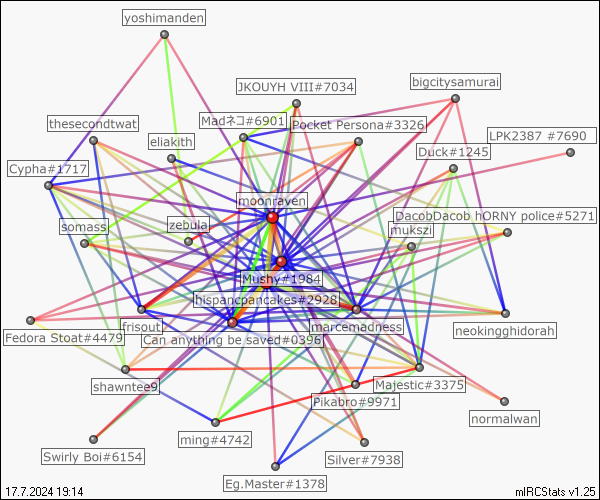 yoshimanden
JKOUYH VIII#7034
bigcitysamurai
thesecondtwat
Madネコ#6901
Pocket Persona#3326
LPK2387 #7690
eliakith
Duck#1245
Cypha#1717
moonraven
DacobDacob hORNY police#5271
somass
zebula
mukszi
Mushy#1984
hispancpancakes#2928
frisout
marcemadness
neokingghidorah
Fedora Stoat#4479
Can anything be saved#0396
shawntee9
Majestic#3375
Pikabro#9971
normalwan
ming#4742
Swirly Boi#6154
Silver#7938
Eg.Master#1378
17.7.2024 19:14
mIRCStats v1.25